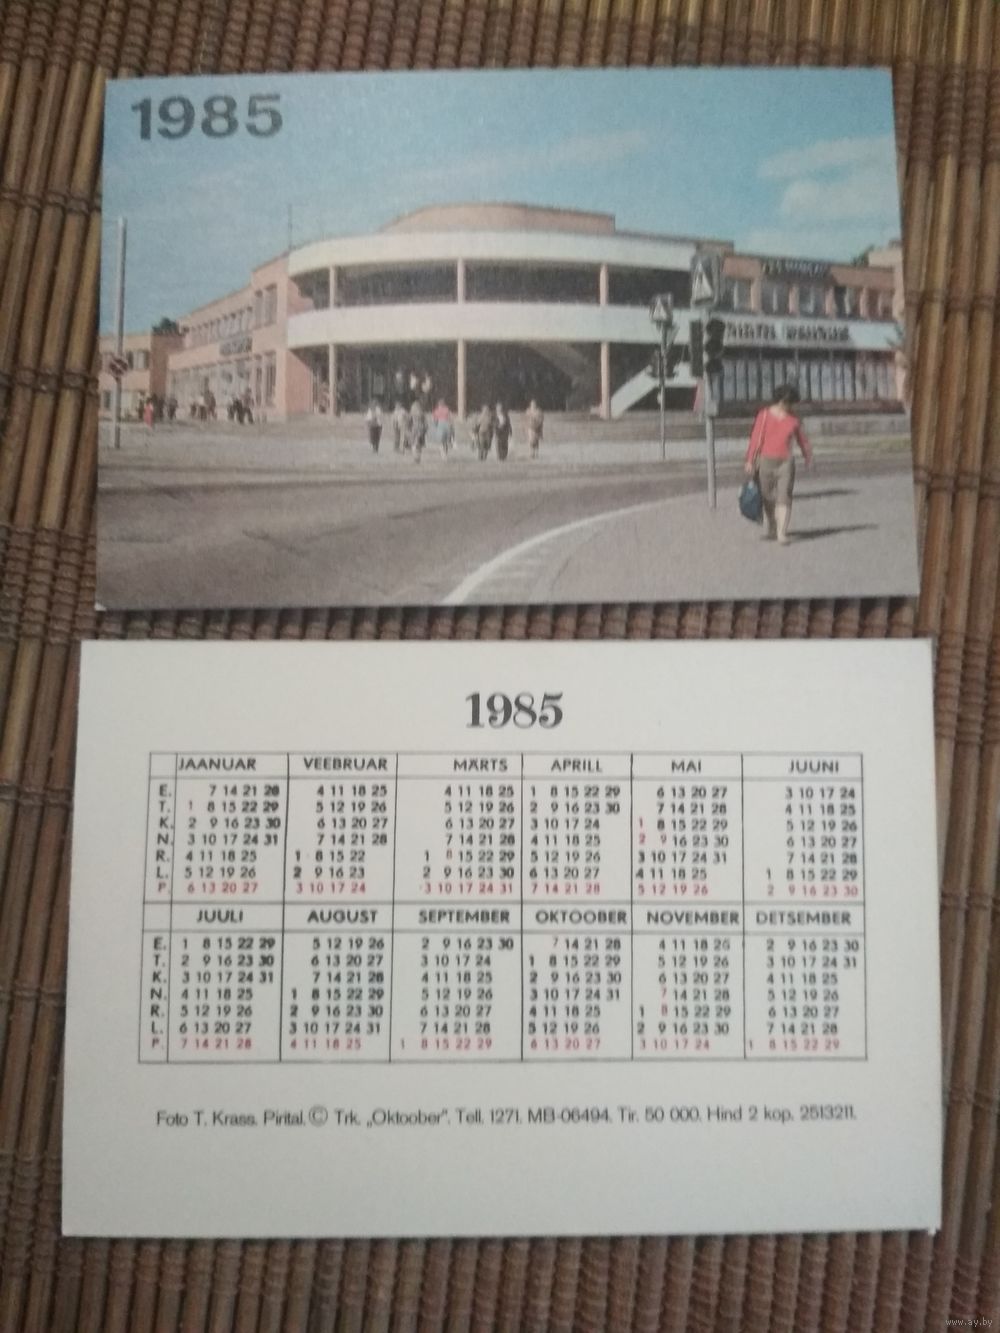 1985
1985
JAANUAR VEEBRUAR MÄRTS APRILL MAI JUUNI
E. 7 14 21 28 4 11 18 25 4 11 18 25 1 8 15 22 29 6 13 20 27 3 10 17 24
T. 1 8 15 22 29 5 12 19 26 5 12 19 26 2 9 16 23 30 7 14 21 28 4 11 18 25
K. 2 9 16 23 30 6 13 20 27 6 13 20 27 3 10 17 24 1 8 15 22 29 5 12 19 26
N. 3 10 17 24 31 7 14 21 28 7 14 21 28 4 11 18 25 2 9 16 23 30 6 13 20 27
R. 4 11 18 25 1 8 15 22 1 8 15 22 29 5 12 19 26 3 10 17 24 31 7 14 21 28
L. 5 12 19 26 2 9 16 23 2 9 16 23 30 6 13 20 27 4 11 18 25 1 8 15 22 29
P. 6 13 20 27 3 10 17 24 3 10 17 24 31 7 14 21 28 5 12 19 26 2 9 16 23 30
JUULI AUGUST SEPTEMBER OKTOOBER NOVEMBER DETSEMBER
E. 1 8 15 22 29 5 12 19 26 2 9 16 23 30 7 14 21 28 4 11 18 25 2 9 16 23 30
T. 2 9 16 23 30 6 13 20 27 3 10 17 24 1 8 15 22 29 5 12 19 26 3 10 17 24 31
K. 3 10 17 24 31 7 14 21 28 4 11 18 25 2 9 16 23 30 6 13 20 27 4 11 18 25
N. 4 11 18 25 1 8 15 22 29 5 12 19 26 3 10 17 24 31 7 14 21 28 5 12 19 26
R. 5 12 19 26 2 9 16 23 30 6 13 20 27 4 11 18 25 1 8 15 22 29 6 13 20 27
L. 6 13 20 27 3 10 17 24 31 7 14 21 28 5 12 19 26 2 9 16 23 30 7 14 21 28
P. 7 14 21 28 4 11 18 25 1 8 15 22 29 6 13 20 27 3 10 17 24 1 8 15 22 29
Foto T. Krass. Pirital. © Trk. „Oktoober". Tell. 1271. MB-06494. Tir. 50 000. Hind 2 kop. 2513211.
www.ay.by